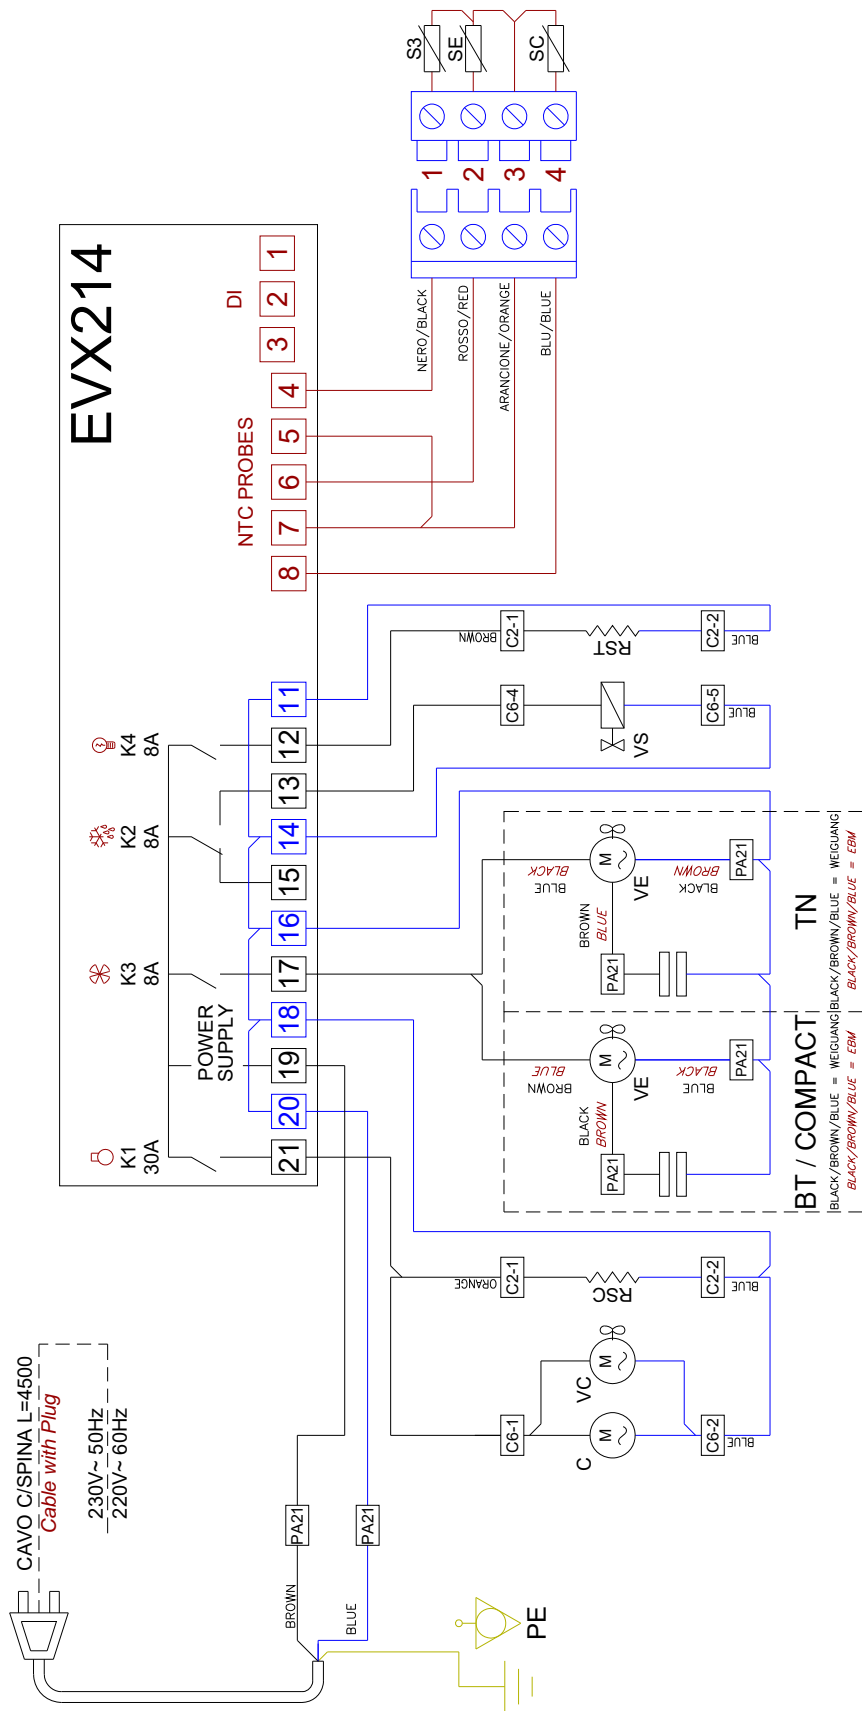 S3
SE
SC
1
2
3
4
EVX214
DI
1
2
3
NTC PROBES
4
5
6
7
8
NERO/BLACK
ROSSO/RED
ARANCIONE/ORANGE
BLU/BLUE
K4
8A
K2
8A
K3
8A
POWER
SUPPLY
K1
30A
11
12
13
14
15
16
17
18
19
20
21
BROWN
C2-1
RST
C2-2
BLUE
C6-4
VS
C6-5
BLUE
BLACK
BLUE
M
VE
BROWN
BLACK
PA21
BROWN
BLUE
PA21
TN
BLACK/BROWN/BLUE = WEIGUANG
BLACK/BROWN/BLUE = EBM
BLUE
BROWN
M
VE
BLACK
BLUE
PA21
BLACK
BROWN
PA21
BT / COMPACT
BLACK/BROWN/BLUE = WEIGUANG
BLACK/BROWN/BLUE = EBM
ORANGE
C2-1
RSC
C2-2
BLUE
M
VC
C6-1
M
C
C6-2
BLUE
CAVO C/SPINA L=4500
Cable with Plug
230V~ 50Hz
220V~ 60Hz
PA21
PA21
BROWN
BLUE
PE